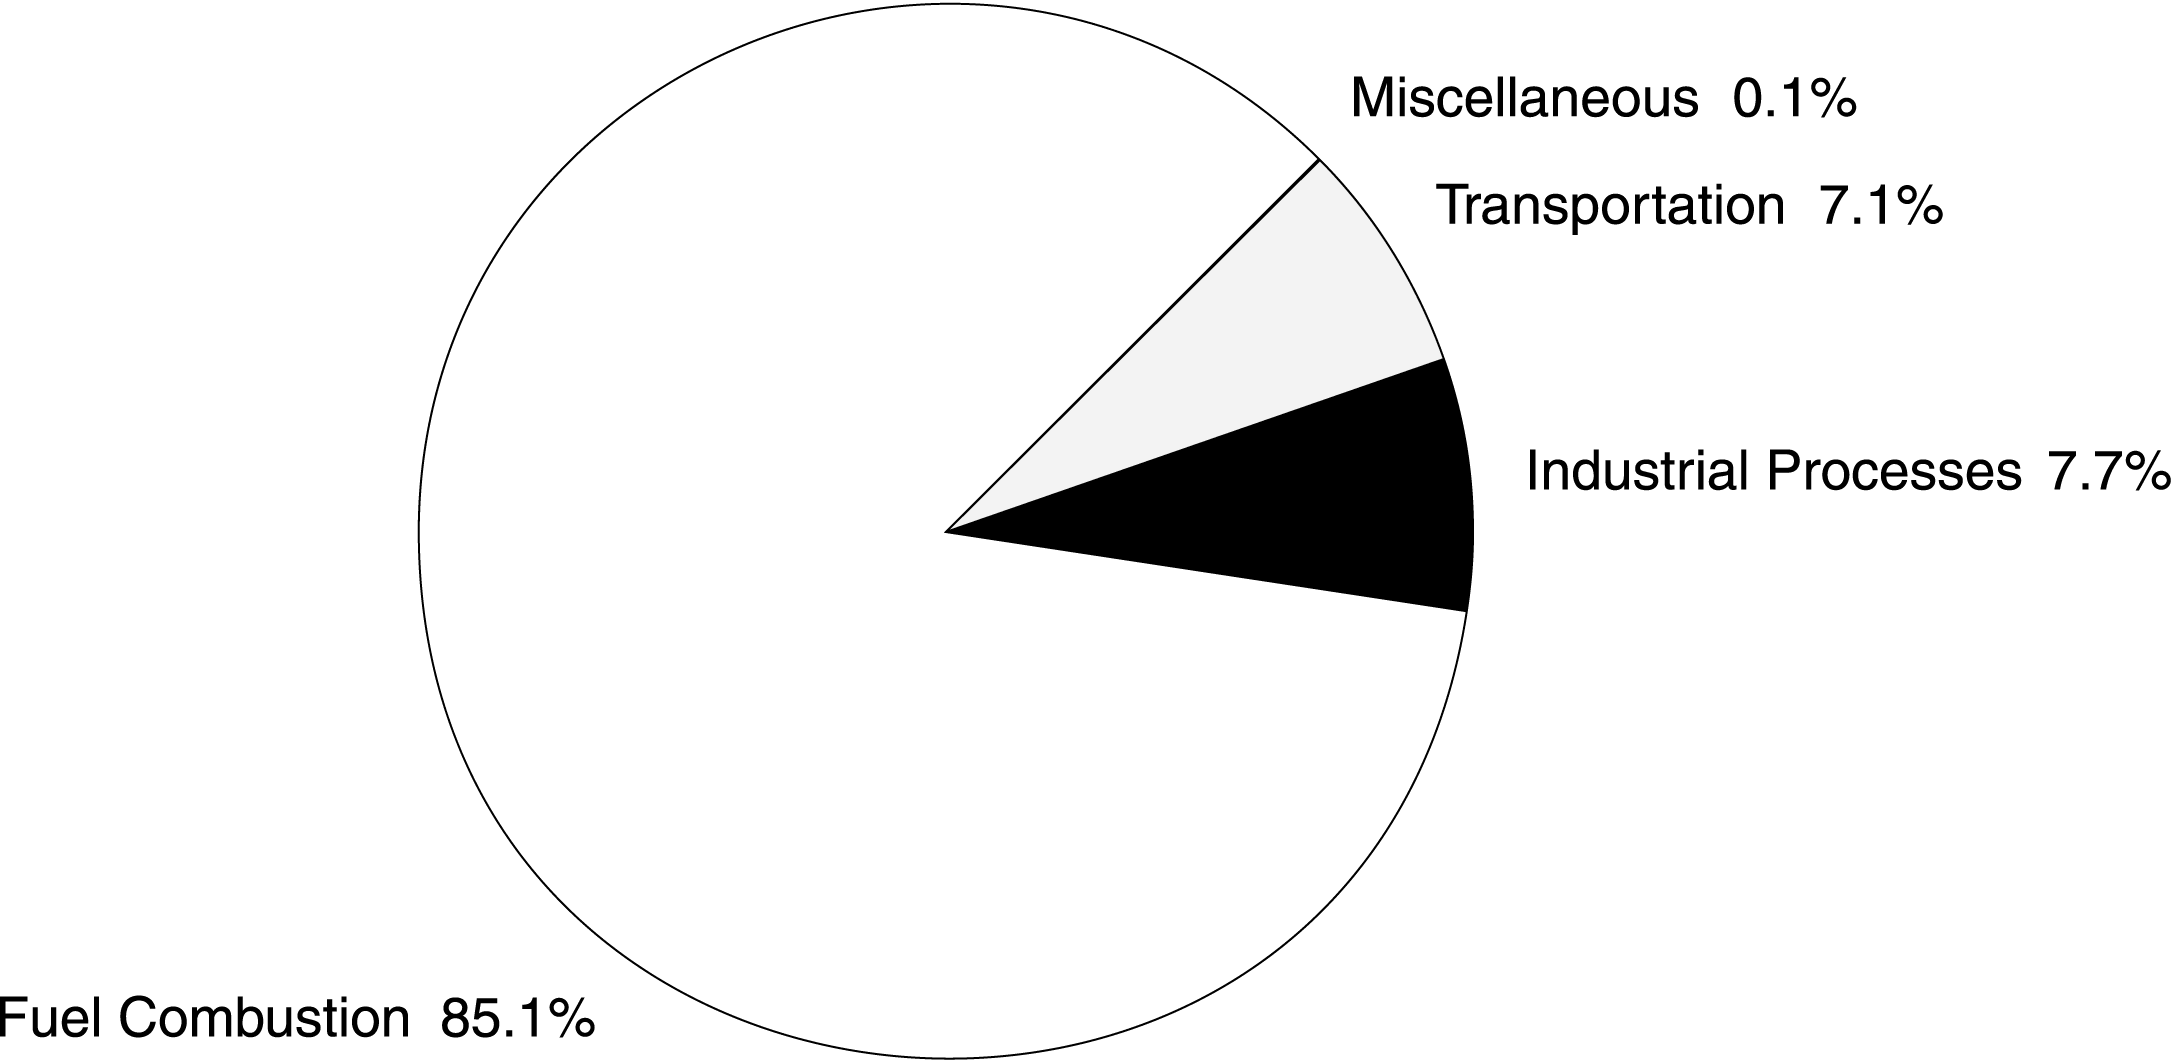 Miscellaneous 0.1%
Transportation 7.1%
Industrial Processes 7.7%
Fuel Combustion 85.1%